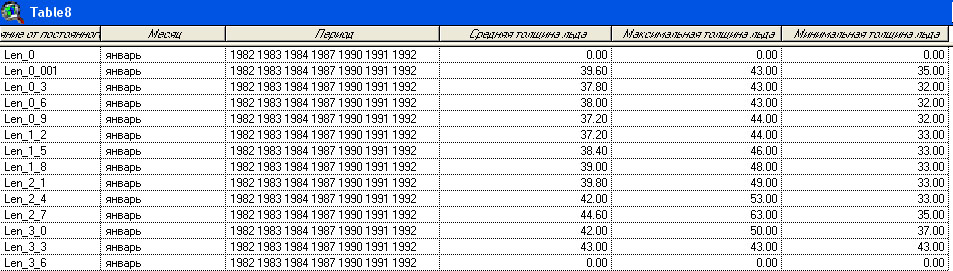 Table8
яние от постоянног Месяц Период Средняя толщина льда Максимальная толщина льда Минимальная толщина льда
Len_0 январь 1982 1983 1984 1987 1990 1991 1992 0.00 0.00 0.00
Len_0_001 январь 1982 1983 1984 1987 1990 1991 1992 39.60 43.00 35.00
Len_0_3 январь 1982 1983 1984 1987 1990 1991 1992 37.80 43.00 32.00
Len_0_6 январь 1982 1983 1984 1987 1990 1991 1992 38.00 43.00 32.00
Len_0_9 январь 1982 1983 1984 1987 1990 1991 1992 37.20 44.00 32.00
Len_1_2 январь 1982 1983 1984 1987 1990 1991 1992 37.20 44.00 33.00
Len_1_5 январь 1982 1983 1984 1987 1990 1991 1992 38.40 46.00 33.00
Len_1_8 январь 1982 1983 1984 1987 1990 1991 1992 39.00 48.00 33.00
Len_2_1 январь 1982 1983 1984 1987 1990 1991 1992 39.80 49.00 33.00
Len_2_4 январь 1982 1983 1984 1987 1990 1991 1992 42.00 53.00 33.00
Len_2_7 январь 1982 1983 1984 1987 1990 1991 1992 44.60 63.00 35.00
Len_3_0 январь 1982 1983 1984 1987 1990 1991 1992 42.00 50.00 37.00
Len_3_3 январь 1982 1983 1984 1987 1990 1991 1992 43.00 43.00 43.00
Len_3_6 январь 1982 1983 1984 1987 1990 1991 1992 0.00 0.00 0.00